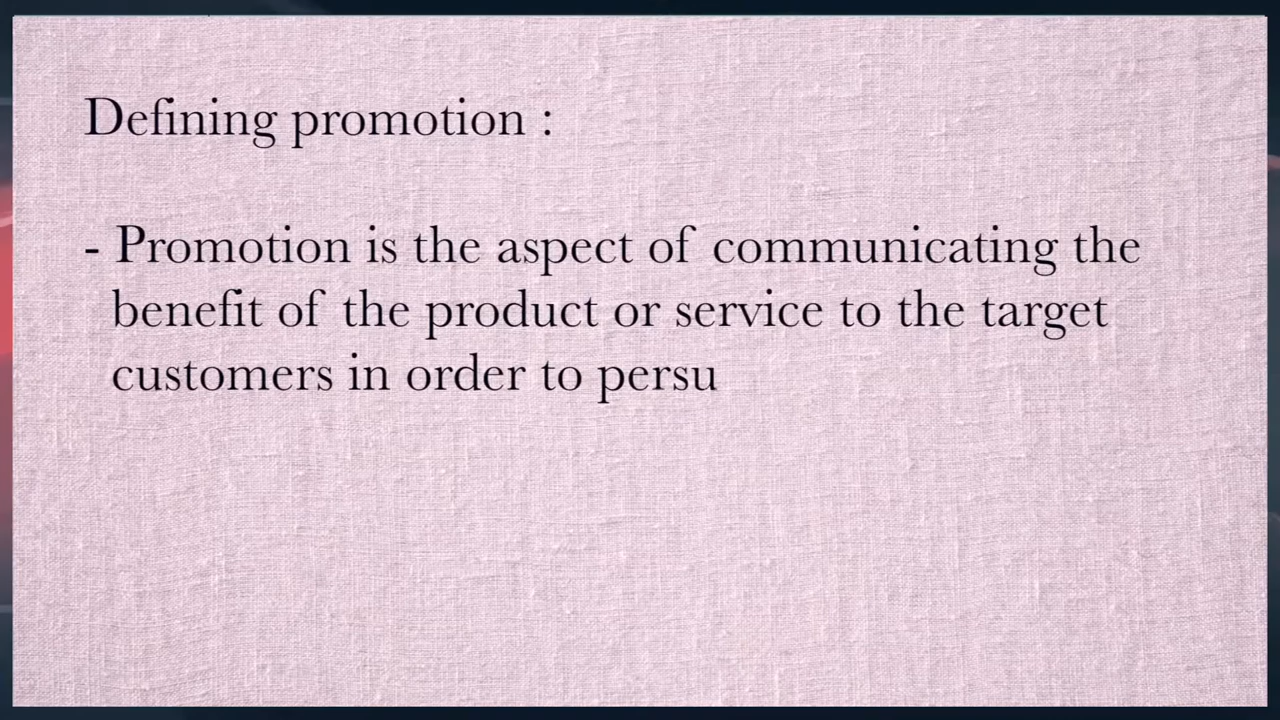 Defining promotion :
- Promotion is the aspect of communicating the
benefit of the product or service to the target
customers in order to persu